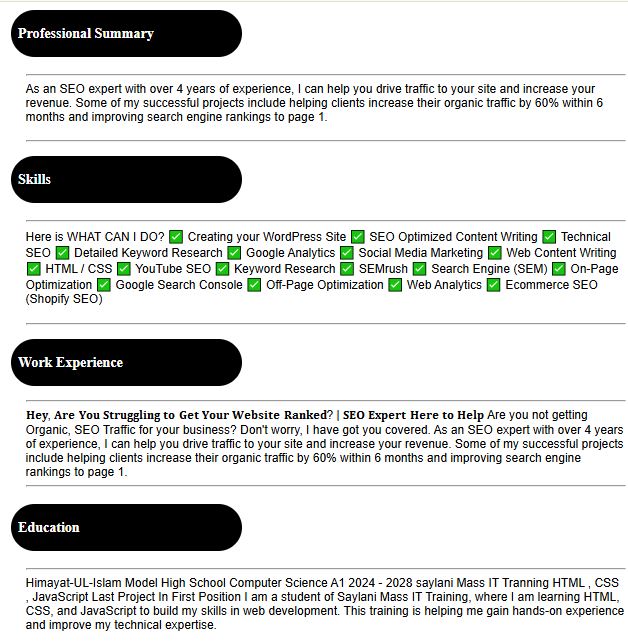 Professional Summary
As an SEO expert with over 4 years of experience, I can help you drive traffic to your site and increase your
revenue. Some of my successful projects include helping clients increase their organic traffic by 60% within 6
months and improving search engine rankings to page 1.
Skills
Here is WHAT CAN I DO? ✅ Creating your WordPress Site ✅ SEO Optimized Content Writing ✅ Technical
SEO ✅ Detailed Keyword Research ✅ Google Analytics ✅ Social Media Marketing ✅ Web Content Writing
✅ HTML / CSS ✅ YouTube SEO ✅ Keyword Research ✅ SEMrush ✅ Search Engine (SEM) ✅ On-Page
Optimization ✅ Google Search Console ✅ Off-Page Optimization ✅ Web Analytics ✅ Ecommerce SEO
(Shopify SEO)
Work Experience
Hey, Are You Struggling to Get Your Website Ranked? | SEO Expert Here to Help Are you not getting
Organic, SEO Traffic for your business? Don't worry, I have got you covered. As an SEO expert with over 4 years
of experience, I can help you drive traffic to your site and increase your revenue. Some of my successful projects
include helping clients increase their organic traffic by 60% within 6 months and improving search engine
rankings to page 1.
Education
Himayat-UL-Islam Model High School Computer Science A1 2024 - 2028 saylani Mass IT Tranning HTML , CSS
, JavaScript Last Project In First Position I am a student of Saylani Mass IT Training, where I am learning HTML,
CSS, and JavaScript to build my skills in web development. This training is helping me gain hands-on experience
and improve my technical expertise.